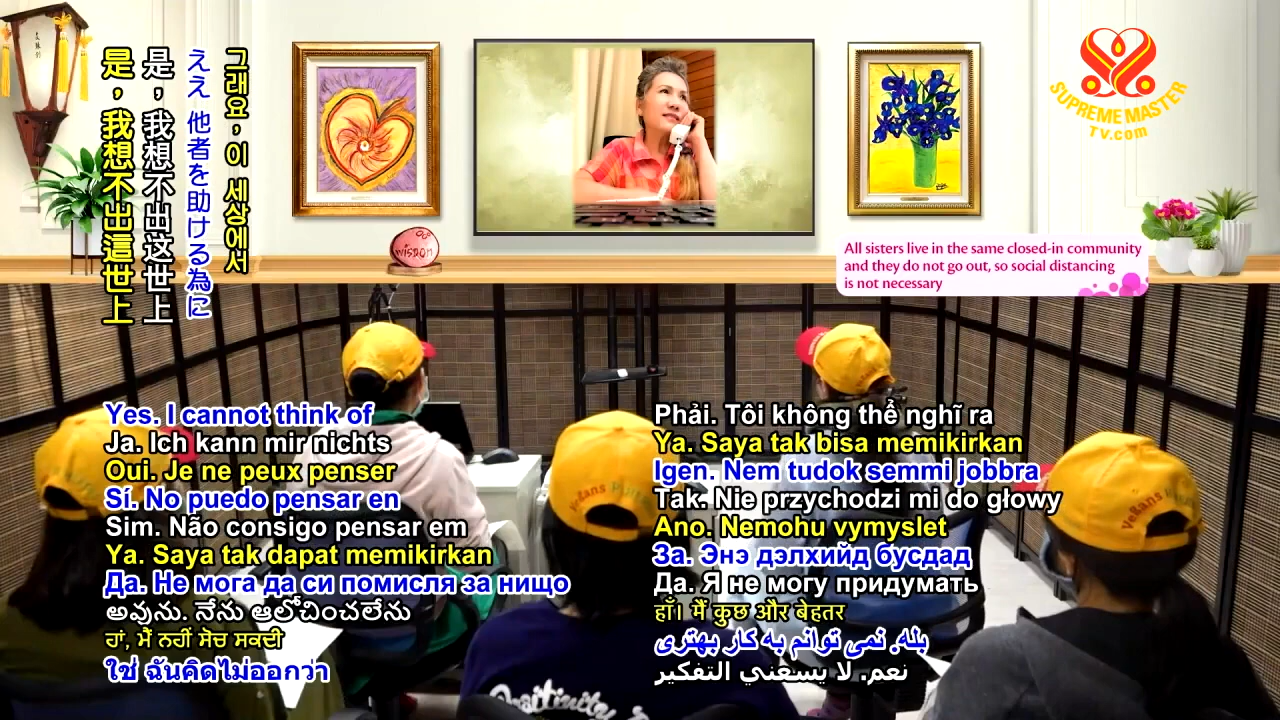 是，我想不出這世上
是，我想不出这世上
ええ 他者を助ける為に
그래요, 이 세상에서
SUPREME MASTER
TV.com
wisdom
All sisters live in the same closed-in community
and they do not go out, so social distancing
is not necessary
Yes. I cannot think of
Ja. Ich kann mir nichts
Oui. Je ne peux penser
Sí. No puedo pensar en
Sim. Não consigo pensar em
Ya. Saya tak dapat memikirkan
Да. Не мога да си помисля за нищо
అవును. నేను ఆలోచించలేను
ਹਾਂ, ਮੈਂ ਨਹੀਂ ਸੋਚ ਸਕਦੀ
ใช่ ฉันคิดไม่ออกว่า
Phải. Tôi không thể nghĩ ra
Ya. Saya tak bisa memikirkan
Igen. Nem tudok semmi jobbra
Tak. Nie przychodzi mi do głowy
Ano. Nemohu vymyslet
За. Энэ дэлхийд бусдад
Да. Я не могу придумать
हाँ। मैं कुछ और बेहतर
بله. نمی توانم به کار بهتری
نعم. لا يسعني التفكير